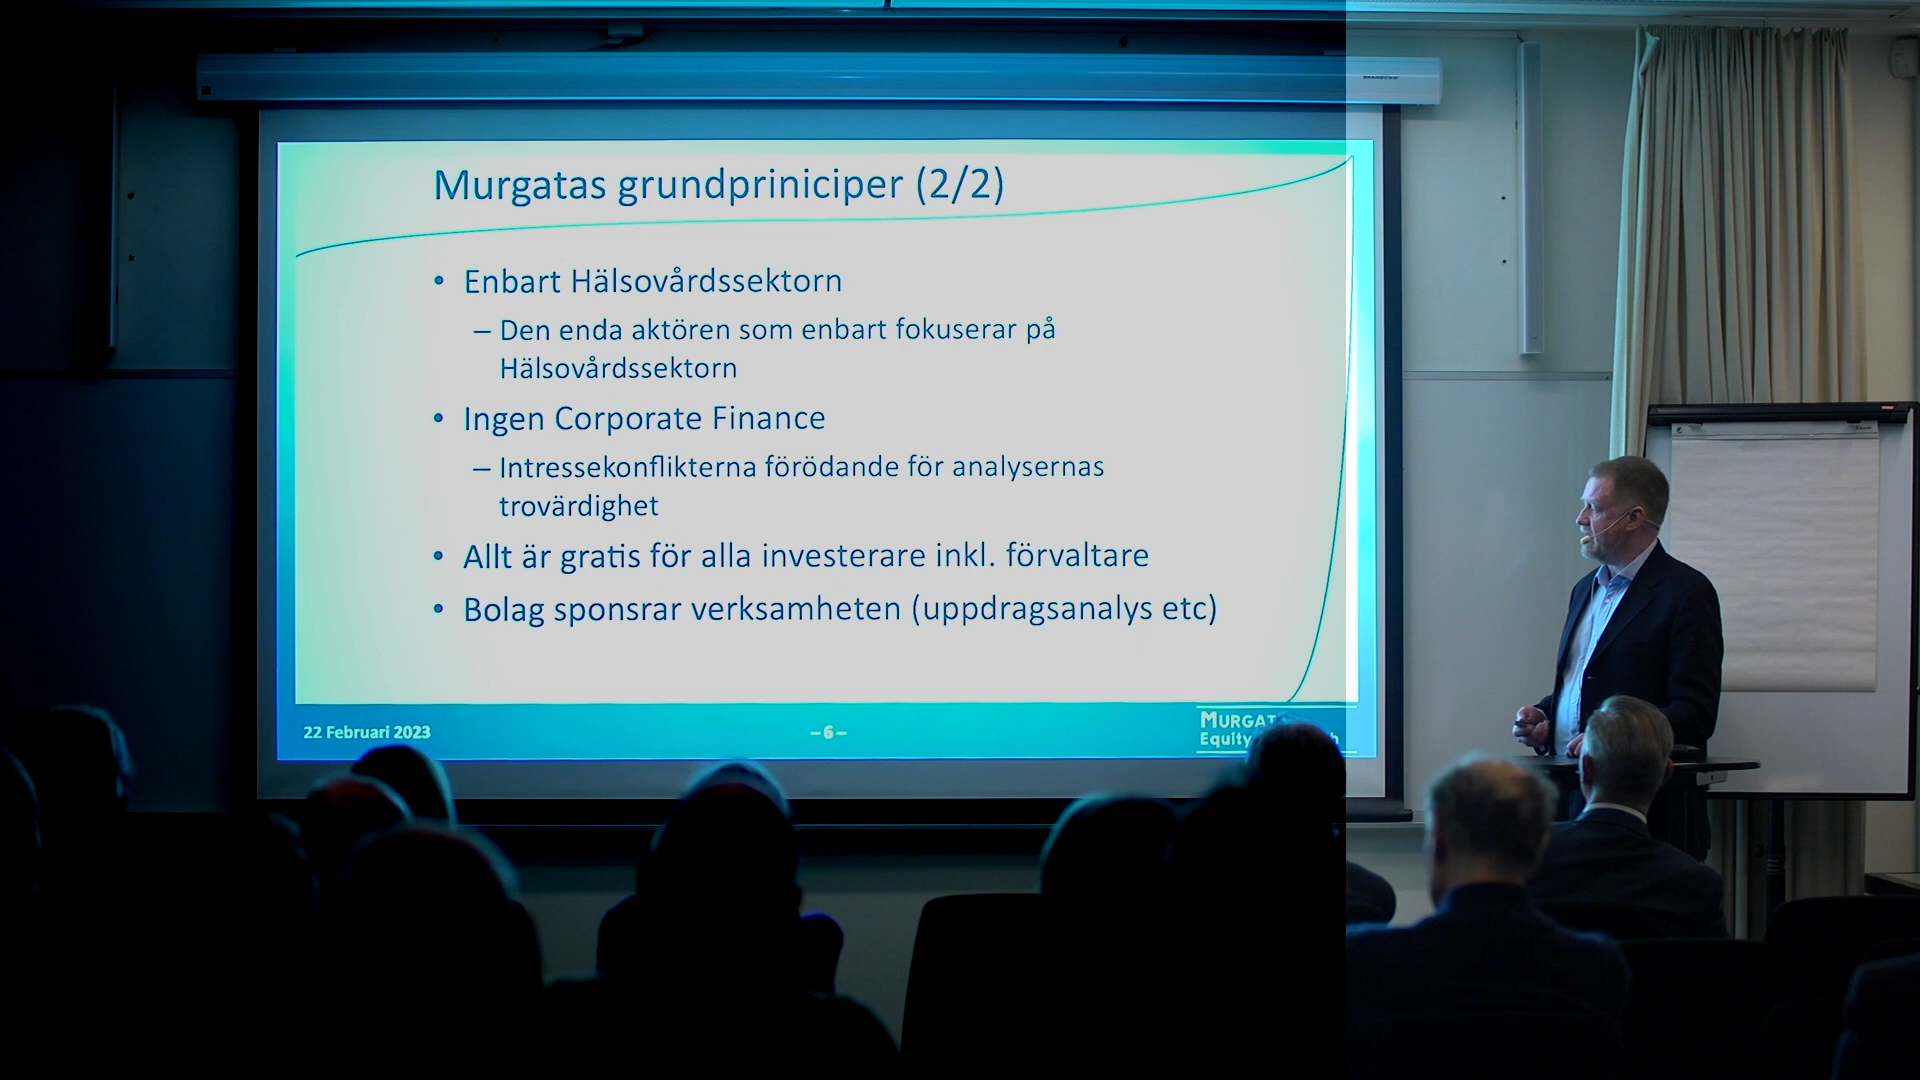 Murgatas grundpriniciper (2/2)
• Enbart Hälsovårdssektorn
– Den enda aktören som enbart fokuserar på
Hälsovårdssektorn
• Ingen Corporate Finance
– Intressekonflikterna förödande för analysernas
trovärdighet
• Allt är gratis för alla investerare inkl. förvaltare
• Bolag sponsrar verksamheten (uppdragsanalys etc)
22 Februari 2023
–6–
Equity